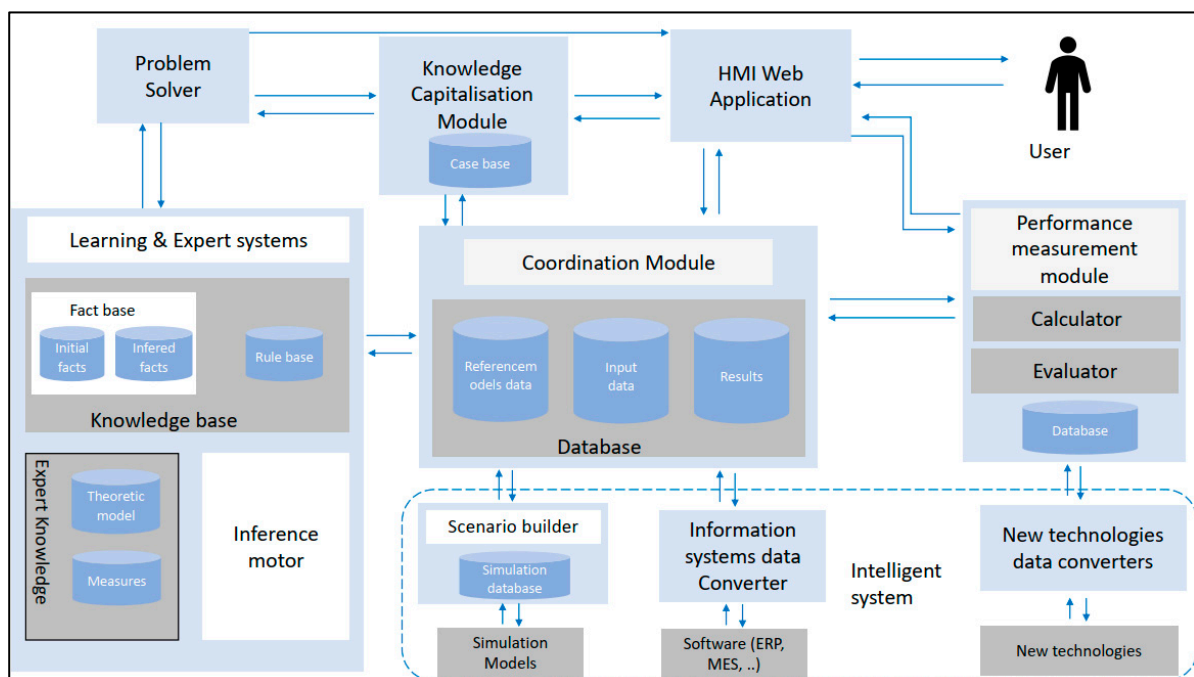 Problem
Solver
Knowledge
Capitalisation
Module
Case base
HMI Web
Application
User
Learning & Expert systems
Fact base
Initial
facts
Infered
facts
Rule base
Knowledge base
Expert Knowledge
Theoretic
model
Measures
Inference
motor
Coordination Module
Referencem
odels data
Input
data
Results
Database
Performance
measurement
module
Calculator
Evaluator
Database
Scenario builder
Simulation
database
Simulation
Models
Information
systems data
Converter
Software (ERP,
MES, ..)
Intelligent
system
New technologies
data converters
New technologies